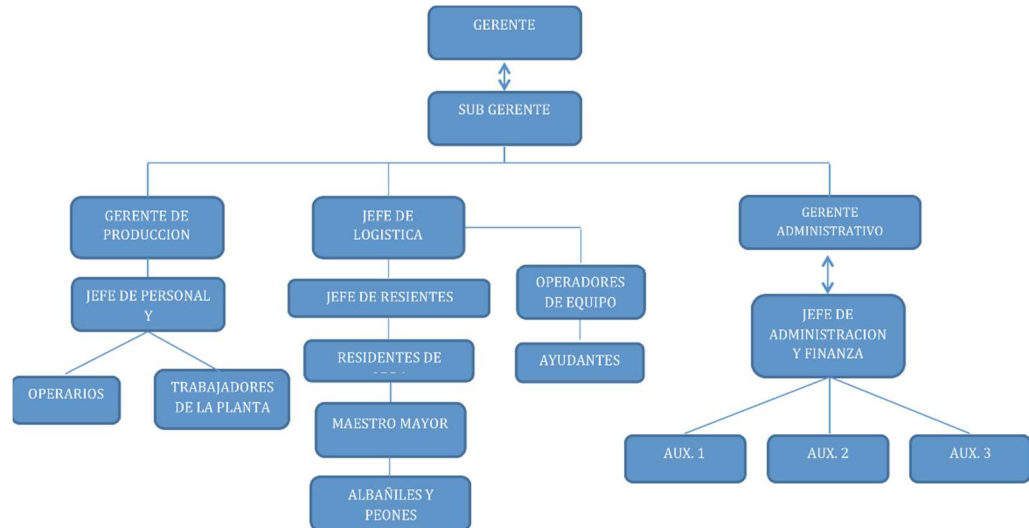 GERENTE
SUB GERENTE
GERENTE DE
PRODUCCION
JEFE DE
LOGISTICA
GERENTE
ADMINISTRATIVO
JEFE DE PERSONAL
Y
JEFE DE RESIENTES
OPERADORES
DE EQUIPO
JEFE DE
ADMINISTRACION
Y FINANZA
RESIDENTES DE
AYUDANTES
OPERARIOS
TRABAJADORES
DE LA PLANTA
MAESTRO MAYOR
AUX. 1
AUX. 2
AUX. 3
ALBAÑILES Y
PEONES